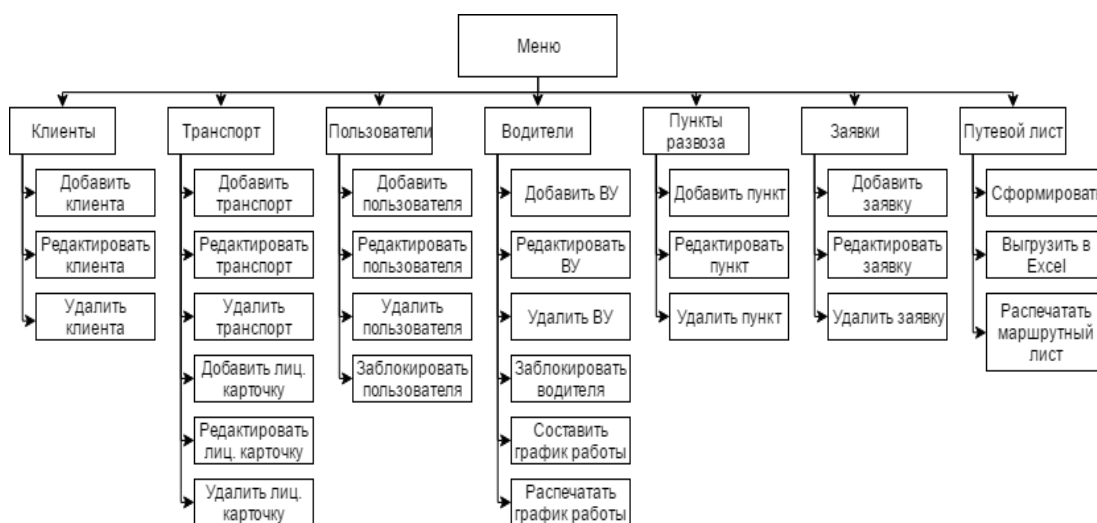 Меню
Клиенты
Транспорт
Пользователи
Водители
Пункты
развоза
Заявки
Путевой лист
Добавить
клиента
Редактировать
клиента
Удалить
клиента
Добавить
транспорт
Редактировать
транспорт
Удалить
транспорт
Добавить лиц.
карточку
Редактировать
лиц. карточку
Удалить лиц.
карточку
Добавить
пользователя
Редактировать
пользователя
Удалить
пользователя
Заблокировать
пользователя
Добавить ВУ
Редактировать
ВУ
Удалить ВУ
Заблокировать
водителя
Составить
график работы
Распечатать
график работы
Добавить пункт
Редактировать
пункт
Удалить пункт
Добавить
заявку
Редактировать
заявку
Удалить заявку
Сформировать
Выгрузить в
Excel
Распечатать
маршрутный
лист